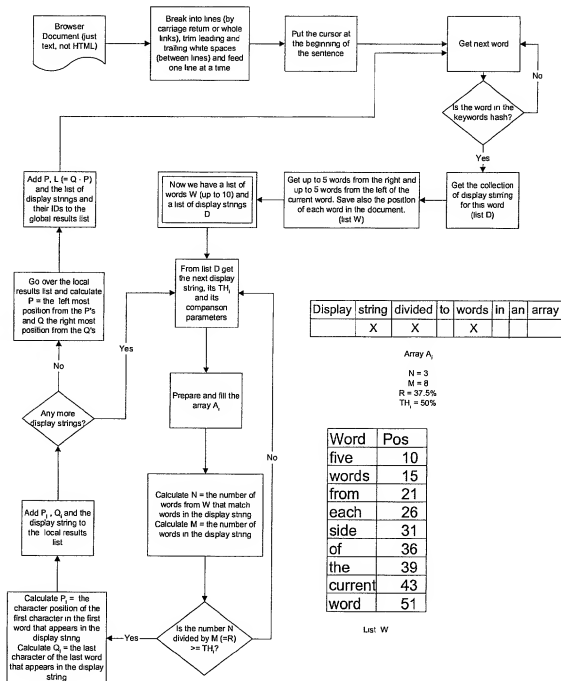 Browser
Document (just
text, not HTML)
Break into lines (by
carriage return or whole
links), trim leading and
trailing white spaces
(between lines) and feed
one line at a time
Put the cursor at
the beginning of
the sentence
Get next word
No
Is the word in the
keywords hash?
Yes
Get the collection
of display string
for this word
(list D)
Get up to 5 words from the right and
up to 5 words from the left of the
current word. Save also the position
of each word in the document.
(list W)
Now we have a list of
words W (up to 10) and
a list of display strings
D
From list D get
the next display
string, its THi
and its
comparison
parameters
Prepare and fill the
array Ai
Calculate N = the number of
words from W that match
words in the display string
Calculate M = the number of
words in the display string
Is the number N
divided by M (=R)
>= THi?
No
Yes
Calculate Pi = the
character position of the
first character in the first
word that appears in the
display string
Calculate Qi = the last
character of the last word
that appears in the display
string
Add Pi , Qi and the
display string to
the local results
list
Any more
display strings?
Yes
No
Go over the local
results list and calculate
P = the left most
position from the P's
and Q the right most
position from the Q's
Add P, L (= Q - P)
and the list of
display strings and
their IDs to the
global results list
Display string divided to words in an array
X X X
Array Ai
N = 3
M = 8
R = 37.5%
THi = 50%
Word Pos
five 10
words 15
from 21
each 26
side 31
of 36
the 39
current 43
word 51
List W